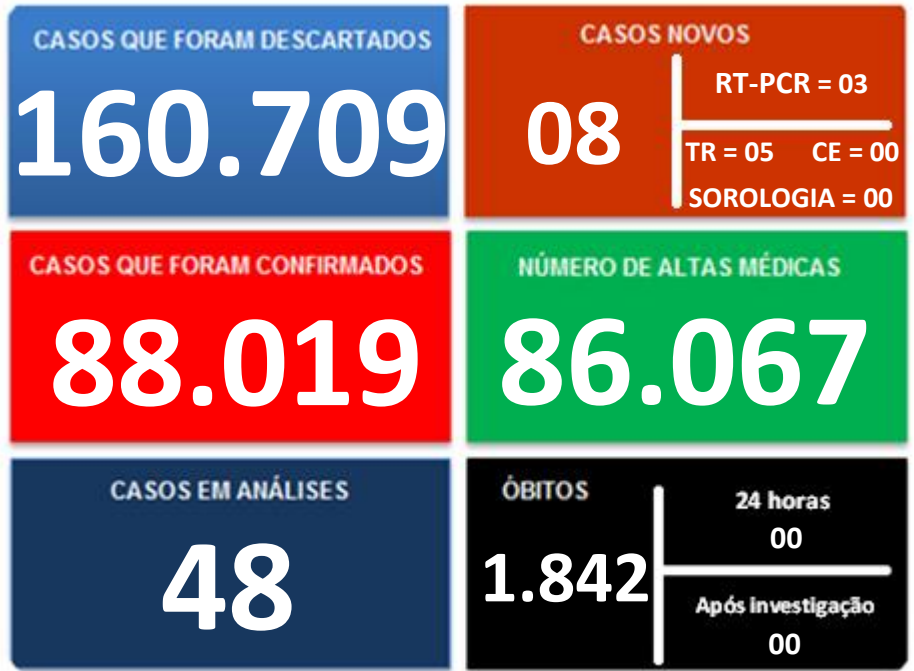 CASOS QUE FORAM DESCARTADOS
160.709
CASOS NOVOS
08
RT-PCR = 03
TR = 05 CE = 00
SOROLOGIA = 00
CASOS QUE FORAM CONFIRMADOS
88.019
NÚMERO DE ALTAS MÉDICAS
86.067
CASOS EM ANÁLISES
48
ÓBITOS
1.842
24 horas
00
Após investigação
00